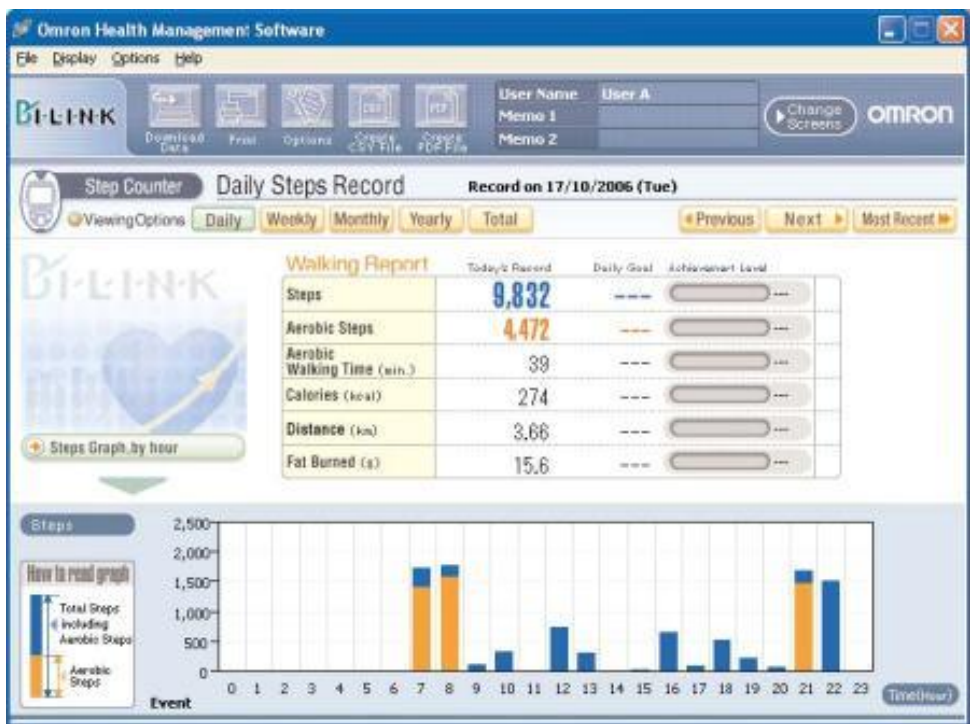 Omron Health Management Software
File Display Options Help
BI-LINK
Download Data
Print
Options
Create CSV File
Create PDF File
User Name User A
Memo 1
Memo 2
Change Screens
OMRON
Step Counter Daily Steps Record Record on 17/10/2006 (Tue)
Viewing Options Daily Weekly Monthly Yearly Total Previous Next Most Recent
BI-LINK
Walking Report Today's Record Daily Goal Achievement Level
Steps 9,832 --- ---
Aerobic Steps 4,472 --- ---
Aerobic
Walking Time (min.) 39 --- ---
Calories (kcal) 274 --- ---
Distance (km) 3.66 --- ---
Fat Burned (g) 15.6 --- ---
Steps Graph by hour
Steps
How to read graph
Total Steps
including
Aerobic Steps
Aerobic
Steps
2,500
2,000
1,500
1,000
500
0
0 1 2 3 4 5 6 7 8 9 10 11 12 13 14 15 16 17 18 19 20 21 22 23
Event
Time(Hour)